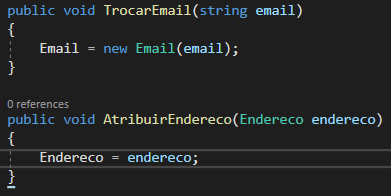 public void TrocarEmail(string email)
{
    Email = new Email(email);
}
0 references
public void AtribuirEndereco(Endereco endereco)
{
    Endereco = endereco;
}